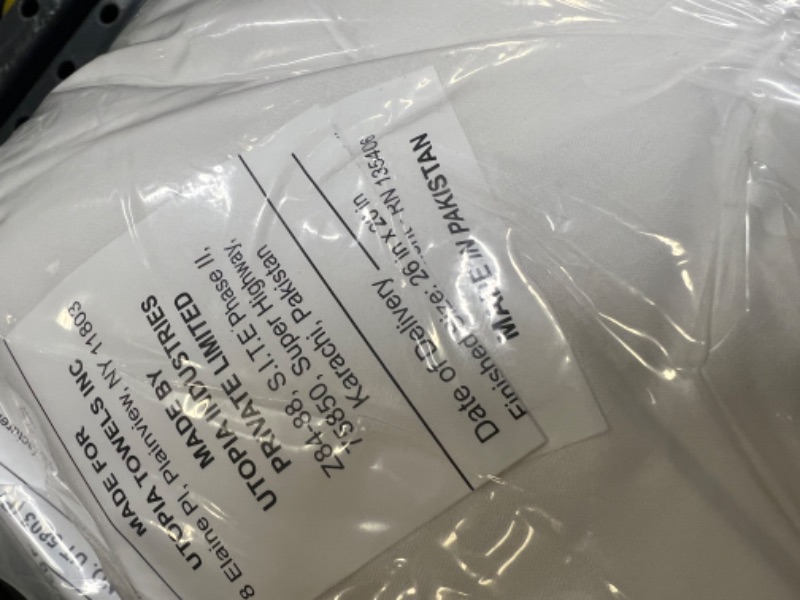 MADE FOR
UTOPIA TOWELS INC
8 Elaine Pl, Plainview, NY 11803
MADE BY
UTOPIA INDUSTRIES
PRIVATE LIMITED
Z84-88, S.I.T.E Phase II,
75850, Super Highway,
Karachi, Pakistan
Date of Delivery
Finished Size: 26 in x 26 in
RN 135406
MADE IN PAKISTAN